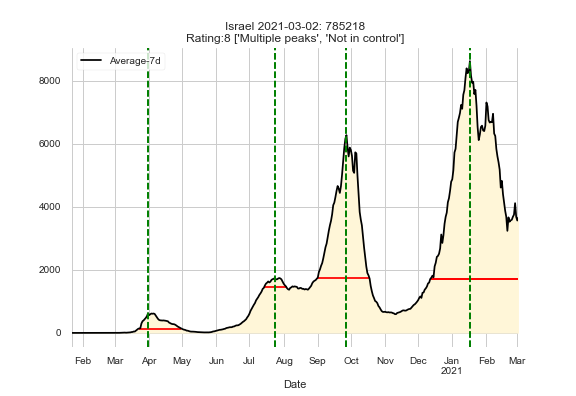 Israel 2021-03-02: 785218
Rating:8 ['Multiple peaks', 'Not in control']
Average-7d
8000
6000
4000
2000
0
Feb Mar Apr May Jun Jul Aug Sep Oct Nov Dec Jan Feb Mar
2021
Date